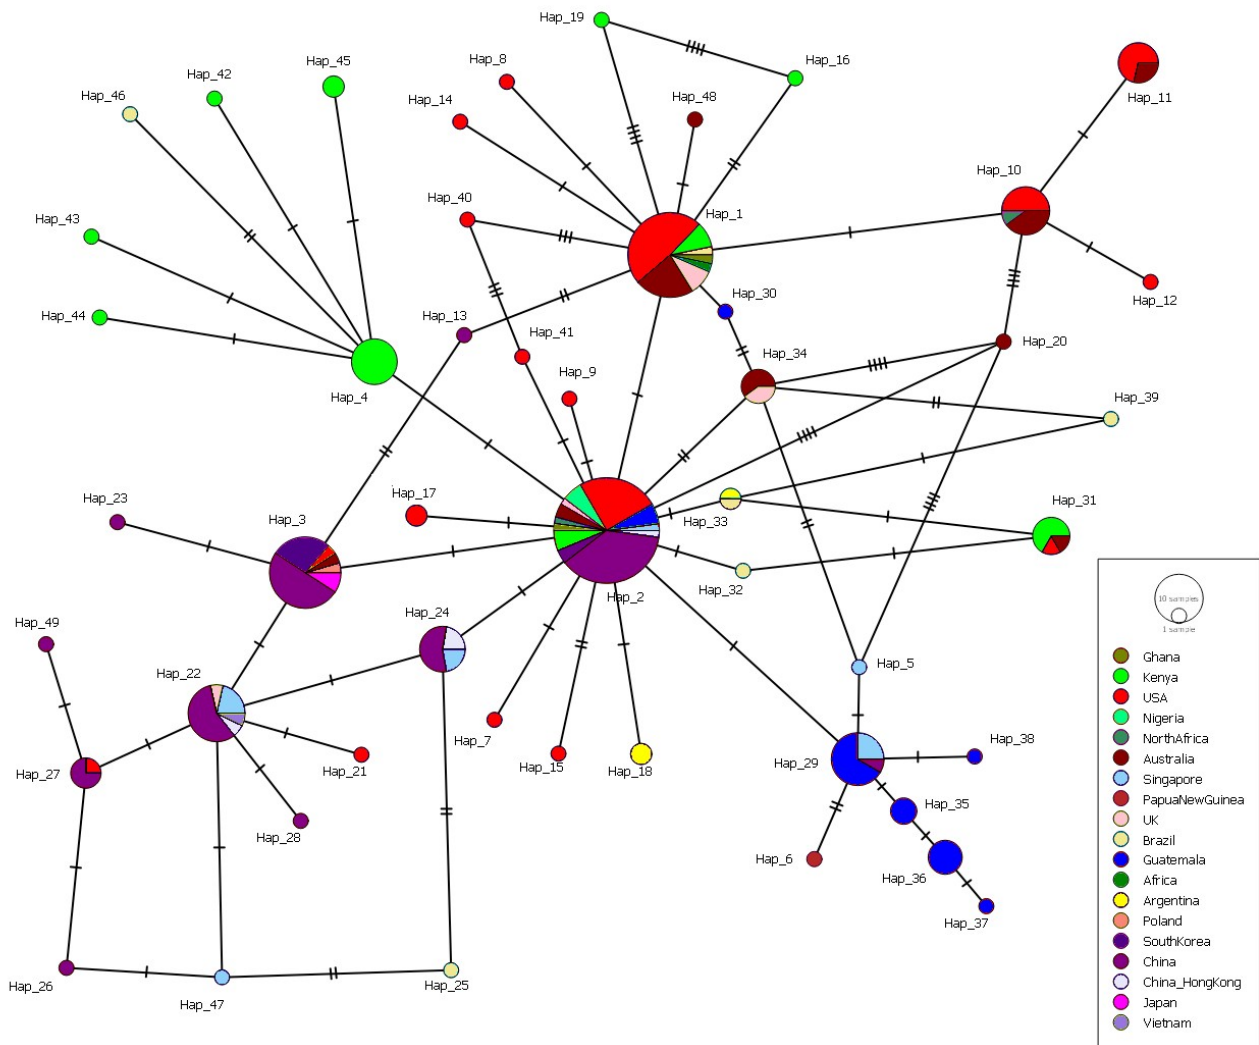 Hap_19
Hap_45
Hap_8
Hap_16
Hap_42
Hap_46
Hap_14
Hap_48
Hap_11
Hap_10
Hap_40
Hap_1
Hap_43
Hap_12
Hap_30
Hap_44
Hap_13
Hap_41
Hap_20
Hap_34
Hap_9
Hap_4
Hap_39
Hap_23
Hap_17
Hap_3
Hap_33
Hap_31
Hap_32
Hap_2
Hap_24
Hap_49
Hap_5
Hap_22
Hap_7
Hap_38
Hap_29
Hap_21
Hap_15
Hap_18
Hap_27
Hap_35
Hap_28
Hap_6
Hap_36
Hap_37
Hap_26
Hap_47
Hap_25
10 samples
1 sample
Ghana
Kenya
USA
Nigeria
NorthAfrica
Australia
Singapore
PapuaNewGuinea
UK
Brazil
Guatemala
Africa
Argentina
Poland
SouthKorea
China
China_HongKong
Japan
Vietnam